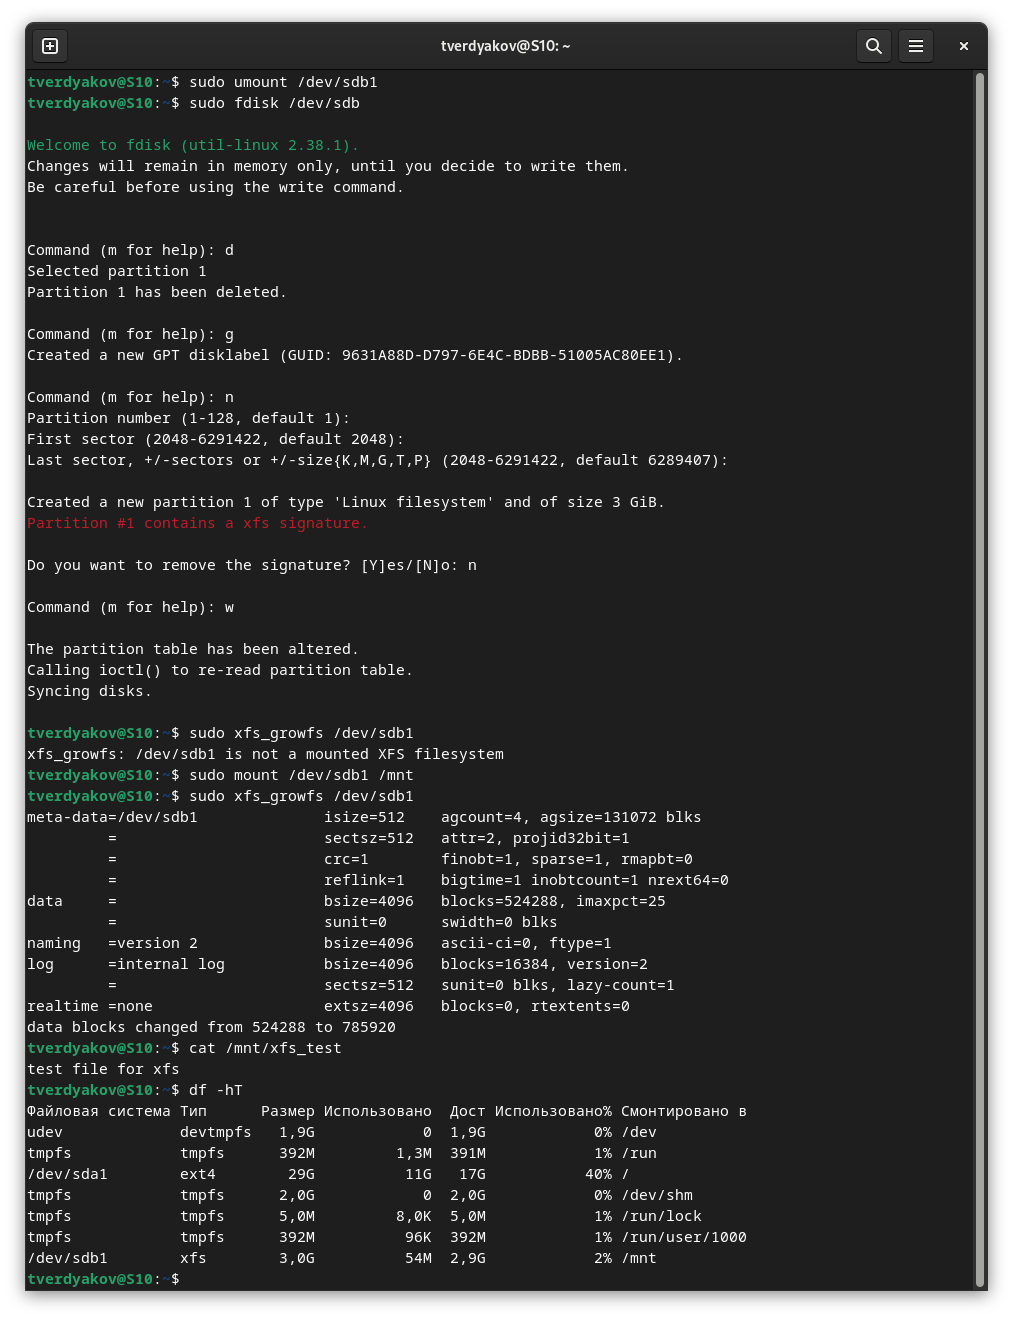 tverdyakov@S10: ~
tverdyakov@S10:~$ sudo umount /dev/sdb1
tverdyakov@S10:~$ sudo fdisk /dev/sdb
Welcome to fdisk (util-linux 2.38.1).
Changes will remain in memory only, until you decide to write them.
Be careful before using the write command.
Command (m for help): d
Selected partition 1
Partition 1 has been deleted.
Command (m for help): g
Created a new GPT disklabel (GUID: 9631A88D-D797-6E4C-BDBB-51005AC80EE1).
Command (m for help): n
Partition number (1-128, default 1):
First sector (2048-6291422, default 2048):
Last sector, +/-sectors or +/-size{K,M,G,T,P} (2048-6291422, default 6289407):
Created a new partition 1 of type 'Linux filesystem' and of size 3 GiB.
Partition #1 contains a xfs signature.
Do you want to remove the signature? [Y]es/[N]o: n
Command (m for help): w
The partition table has been altered.
Calling ioctl() to re-read partition table.
Syncing disks.
tverdyakov@S10:~$ sudo xfs_growfs /dev/sdb1
xfs_growfs: /dev/sdb1 is not a mounted XFS filesystem
tverdyakov@S10:~$ sudo mount /dev/sdb1 /mnt
tverdyakov@S10:~$ sudo xfs_growfs /dev/sdb1
meta-data=/dev/sdb1              isize=512    agcount=4, agsize=131072 blks
         =                       sectsz=512   attr=2, projid32bit=1
         =                       crc=1        finobt=1, sparse=1, rmapbt=0
         =                       reflink=1    bigtime=1 inobtcount=1 nrext64=0
data     =                       bsize=4096   blocks=524288, imaxpct=25
         =                       sunit=0      swidth=0 blks
naming   =version 2              bsize=4096   ascii-ci=0, ftype=1
log      =internal log           bsize=4096   blocks=16384, version=2
         =                       sectsz=512   sunit=0 blks, lazy-count=1
realtime =none                   extsz=4096   blocks=0, rtextents=0
data blocks changed from 524288 to 785920
tverdyakov@S10:~$ cat /mnt/xfs_test
test file for xfs
tverdyakov@S10:~$ df -hT
Файловая система Тип      Размер Использовано  Дост Использовано% Смонтировано в
udev             devtmpfs   1,9G            0  1,9G            0% /dev
tmpfs            tmpfs      392M         1,3M  391M            1% /run
/dev/sda1        ext4        29G          11G   17G           40% /
tmpfs            tmpfs      2,0G            0  2,0G            0% /dev/shm
tmpfs            tmpfs      5,0M         8,0K  5,0M            1% /run/lock
tmpfs            tmpfs      392M          96K  392M            1% /run/user/1000
/dev/sdb1        xfs        3,0G          54M  2,9G            2% /mnt
tverdyakov@S10:~$